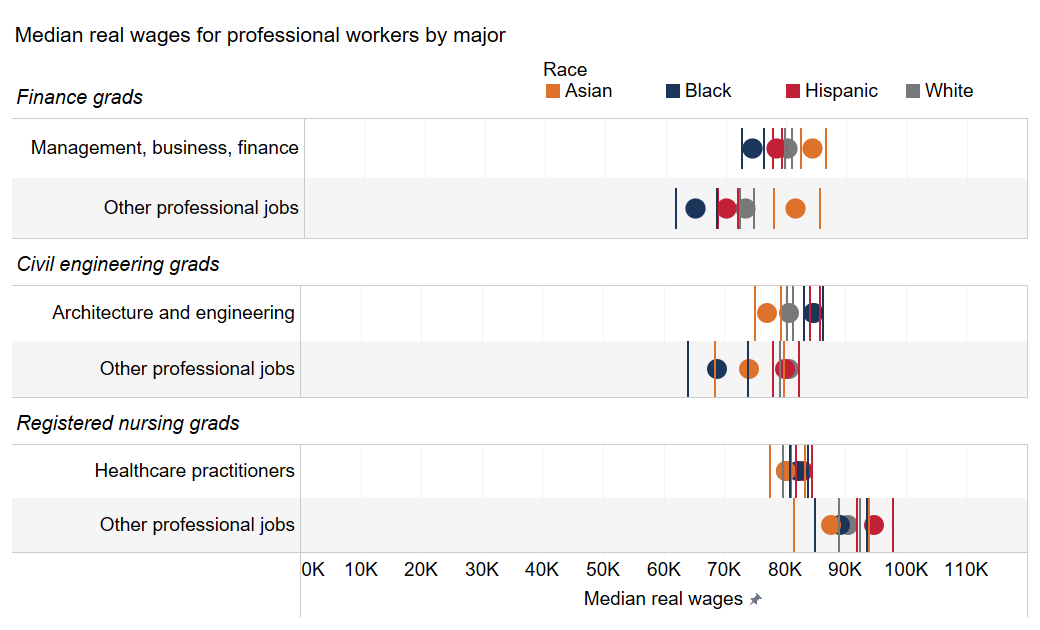 Median real wages for professional workers by major
Race
Asian Black Hispanic White
Finance grads
Management, business, finance
Other professional jobs
Civil engineering grads
Architecture and engineering
Other professional jobs
Registered nursing grads
Healthcare practitioners
Other professional jobs
0K 10K 20K 30K 40K 50K 60K 70K 80K 90K 100K 110K
Median real wages